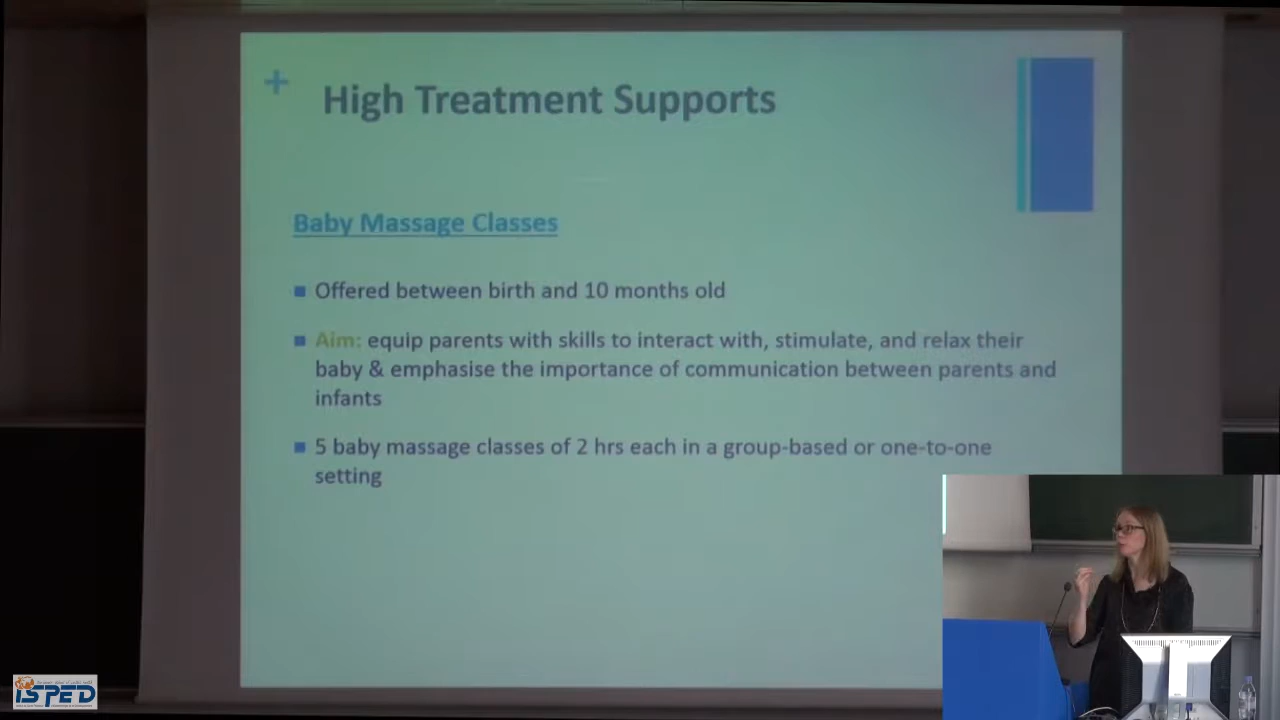 +
High Treatment Supports
Baby Massage Classes
Offered between birth and 10 months old
Aim: equip parents with skills to interact with, stimulate, and relax their
baby & emphasise the importance of communication between parents and
infants
5 baby massage classes of 2 hrs each in a group-based or one-to-one
setting
ISPED